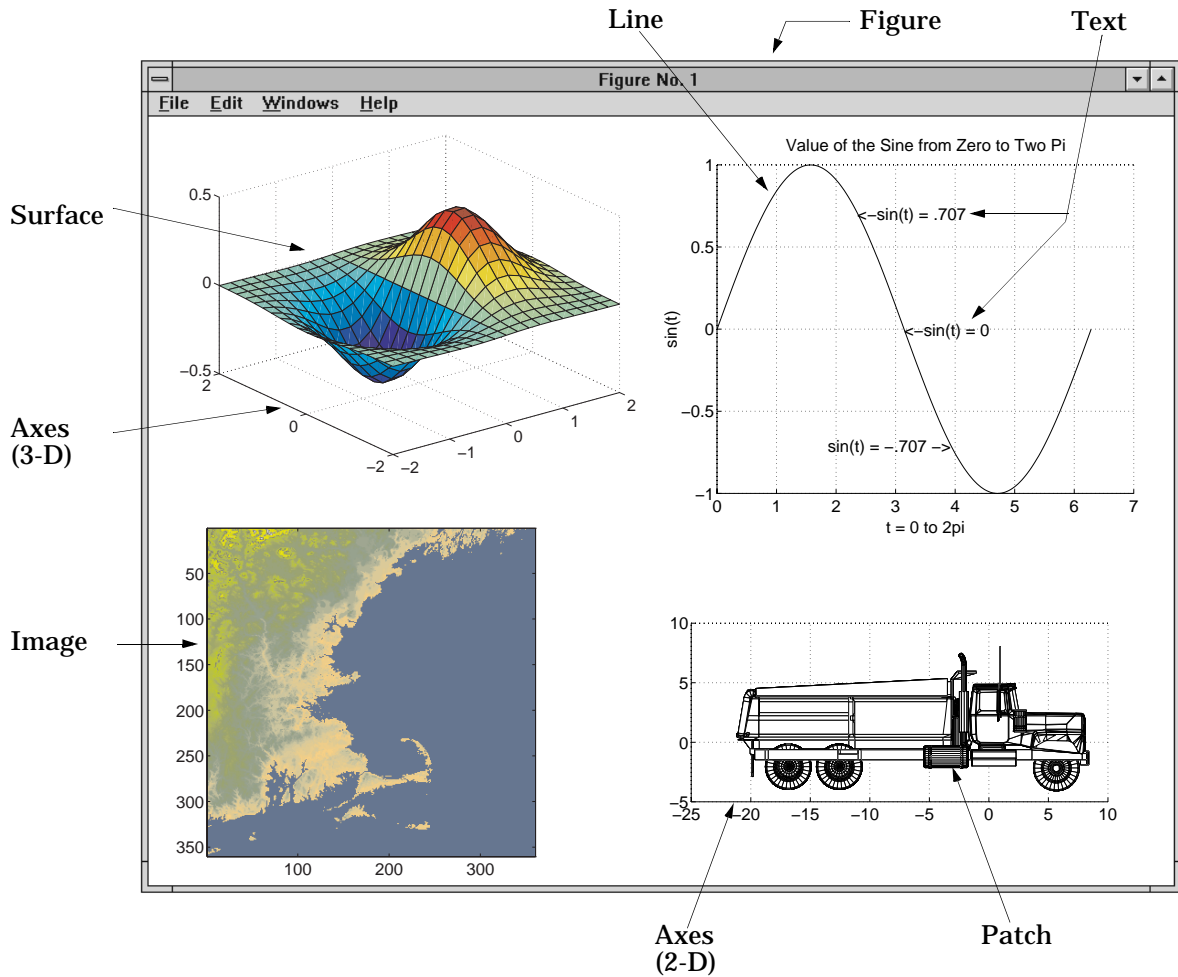 Line
Figure
Text
Figure No. 1
File Edit Windows Help
Surface
0.5
0
−0.5
2
0
−2
−2
−1
0
1
2
Axes
(3-D)
Value of the Sine from Zero to Two Pi
1
0.5
0
−0.5
−1
sin(t)
<−sin(t) = .707
<−sin(t) = 0
sin(t) = −.707 −>
0 1 2 3 4 5 6 7
t = 0 to 2pi
Image
50
100
150
200
250
300
350
100 200 300
10
5
0
−5
−25 −20 −15 −10 −5 0 5 10
Axes
(2-D)
Patch